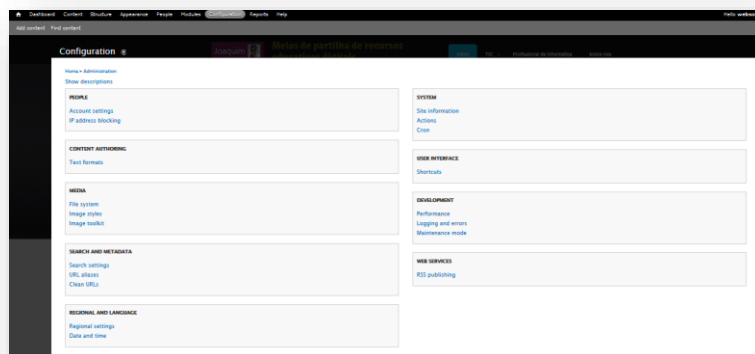 Dashboard Content Structure Appearance People Modules Configuration Reports Help
Hello
Add content Find content
Configuration
Joaquim
Meios de partilha de recursos
educativos digitais
TIC
Professores de Informática
Home » Administration
Show descriptions
PEOPLE
Account settings
IP address blocking
CONTENT AUTHORING
Text formats
MEDIA
File system
Image styles
Image toolkit
SEARCH AND METADATA
Search settings
URL aliases
Clean URLs
REGIONAL AND LANGUAGE
Regional settings
Date and time
SYSTEM
Site information
Actions
Cron
USER INTERFACE
Shortcuts
DEVELOPMENT
Performance
Logging and errors
Maintenance mode
WEB SERVICES
RSS publishing